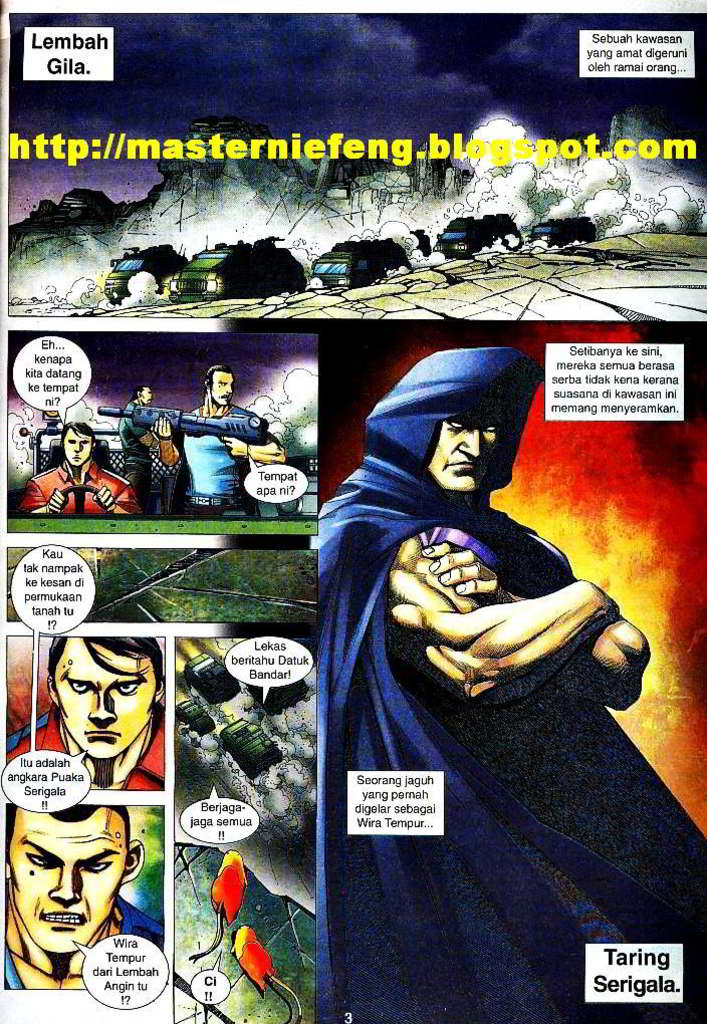 Lembah
Gila.
Sebuah kawasan
yang amat digeruni
oleh ramai orang...
http://masterniefeng.blogspot.com
Eh...
kenapa
kita datang
ke tempat
ni?
Tempat
apa ni?
Setibanya ke sini,
mereka semua berasa
serba tidak kena kerana
suasana di kawasan ini
memang menyeramkan.
Kau
tak nampak
ke kesan di
permukaan
tanah tu
!?
Itu adalah
angkara Puaka
Serigala
!!
Wira
Tempur
dari Lembah
Angin tu
!?
Lekas
beritahu Datuk
Bandar!
Berjaga-
jaga semua
!!
Ci
!!
Seorang jaguh
yang pernah
digelar sebagai
Wira Tempur...
Taring
Serigala.
3